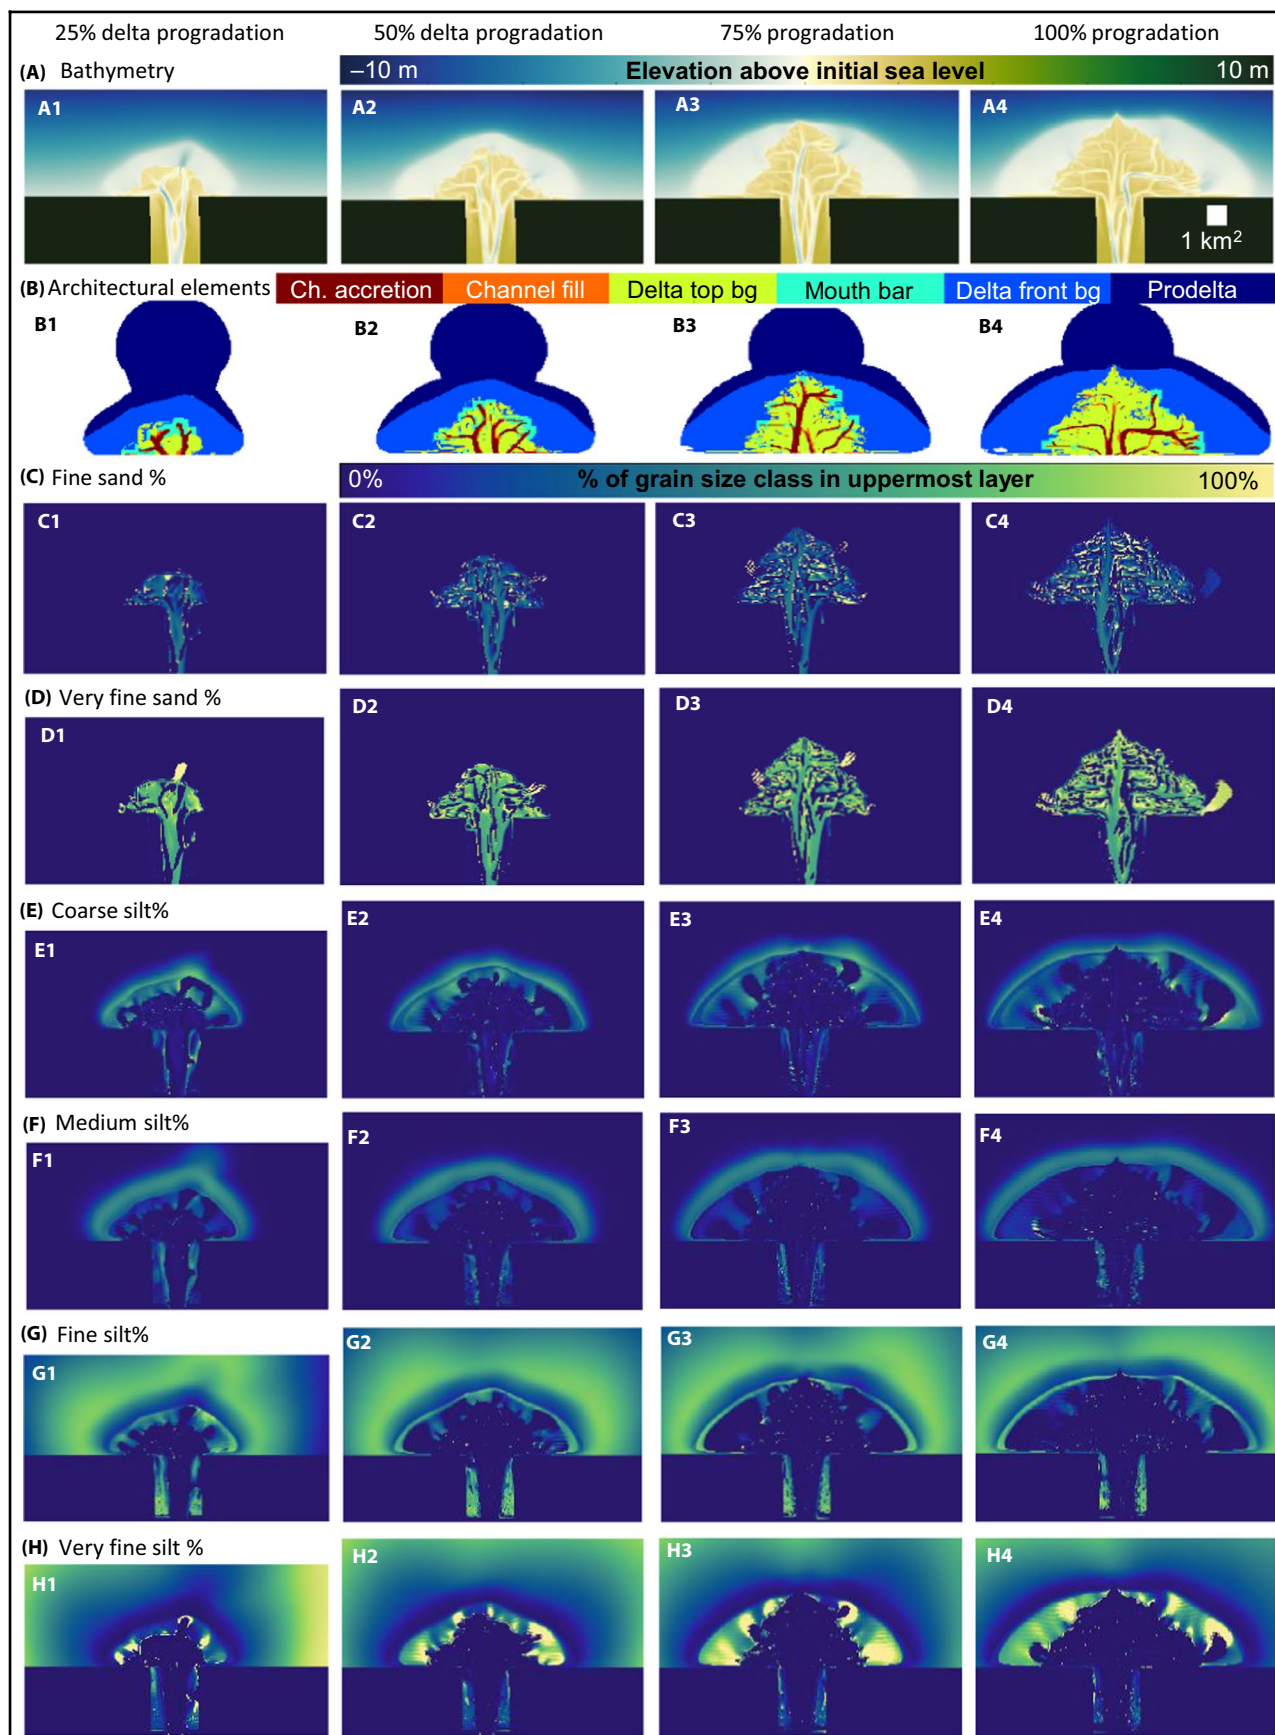 25% delta progradation 50% delta progradation 75% progradation 100% progradation
(A) Bathymetry –10 m Elevation above initial sea level 10 m
A1 A2 A3 A4
1 km²
(B) Architectural elements Ch. accretion Channel fill Delta top bg Mouth bar Delta front bg Prodelta
B1 B2 B3 B4
(C) Fine sand % 0% % of grain size class in uppermost layer 100%
C1 C2 C3 C4
(D) Very fine sand %
D1 D2 D3 D4
(E) Coarse silt%
E1 E2 E3 E4
(F) Medium silt%
F1 F2 F3 F4
(G) Fine silt%
G1 G2 G3 G4
(H) Very fine silt %
H1 H2 H3 H4